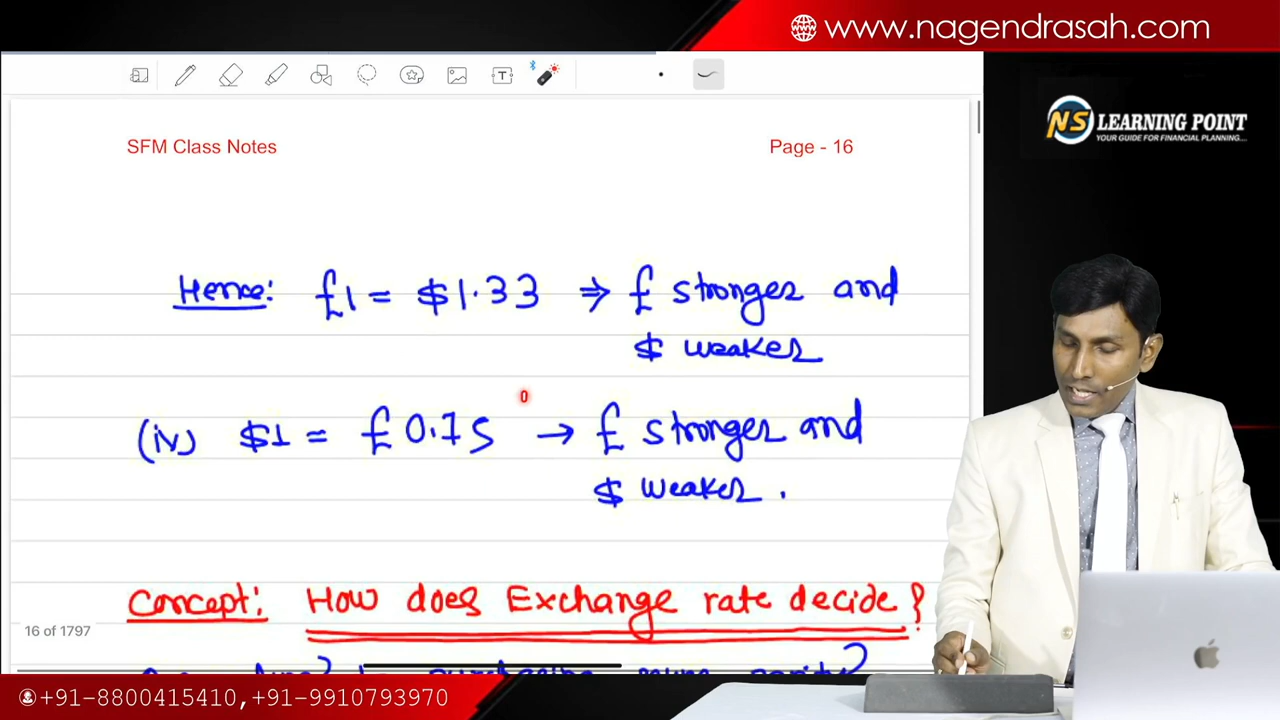 www.nagendrasah.com
NS LEARNING POINT
YOUR GUIDE FOR FINANCIAL PLANNING....
SFM Class Notes
Page - 16
Hence: £1 = $1.33 ⇒ £ stronger and
$ weaker
(iv) $1 = £0.75 → £ stronger and
$ weaker.
Concept: How does Exchange rate decide?
16 of 1797
purchasing parity?
+91-8800415410,+91-9910793970